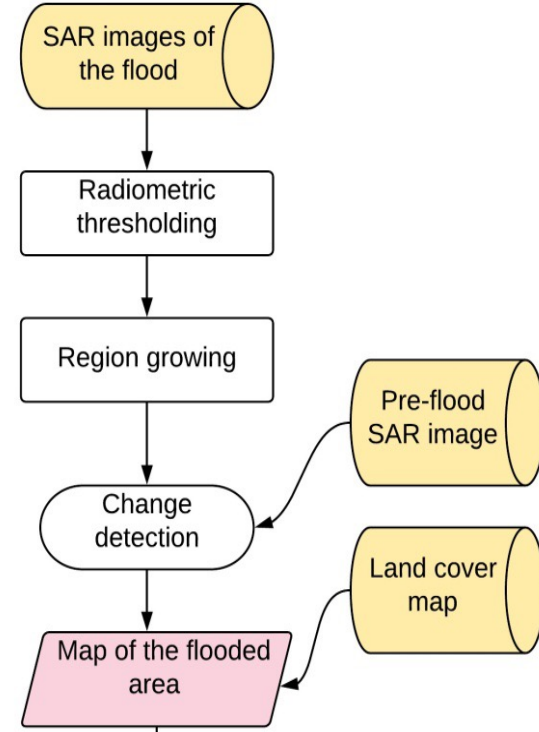 SAR images of
the flood
Radiometric
thresholding
Region growing
Pre-flood
SAR image
Change
detection
Land cover
map
Map of the flooded
area